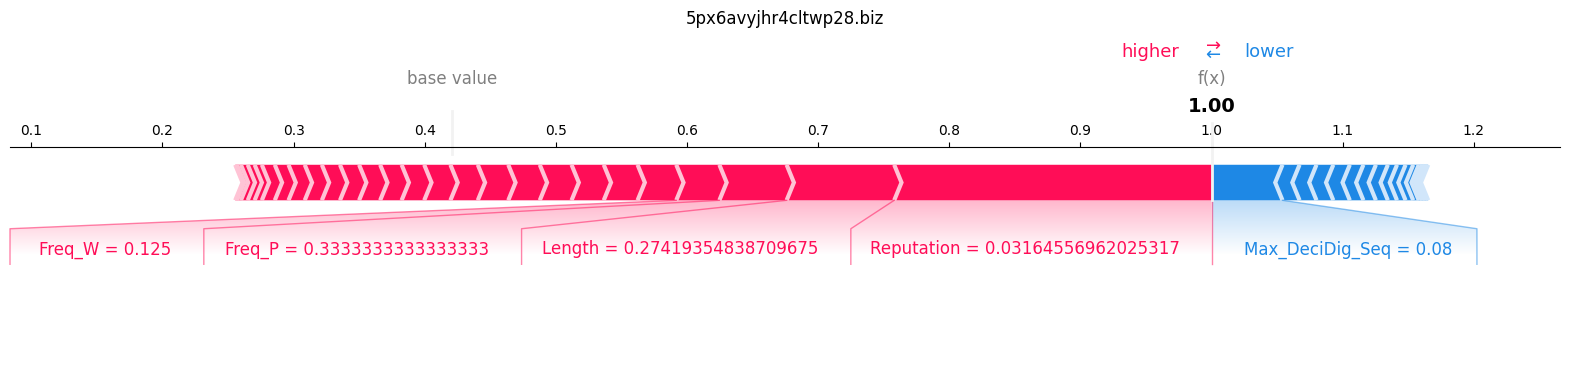 5px6avyjhr4cltwp28.biz
higher ⇄ lower
base value f(x)
1.00
0.1 0.2 0.3 0.4 0.5 0.6 0.7 0.8 0.9 1.0 1.1 1.2
Freq_W = 0.125 Freq_P = 0.3333333333333333 Length = 0.27419354838709675 Reputation = 0.03164556962025317 Max_DeciDig_Seq = 0.08